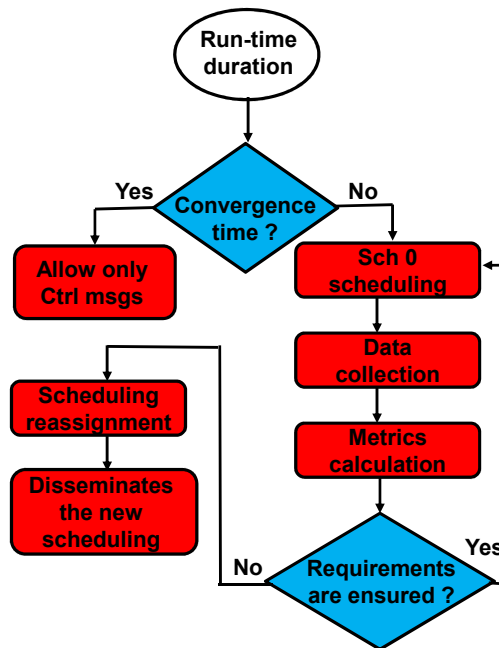 Run-time
duration
Convergence
time ?
Yes
No
Allow only
Ctrl msgs
Sch 0
scheduling
Data
collection
Metrics
calculation
Requirements
are ensured ?
Yes
No
Scheduling
reassignment
Disseminates
the new
scheduling